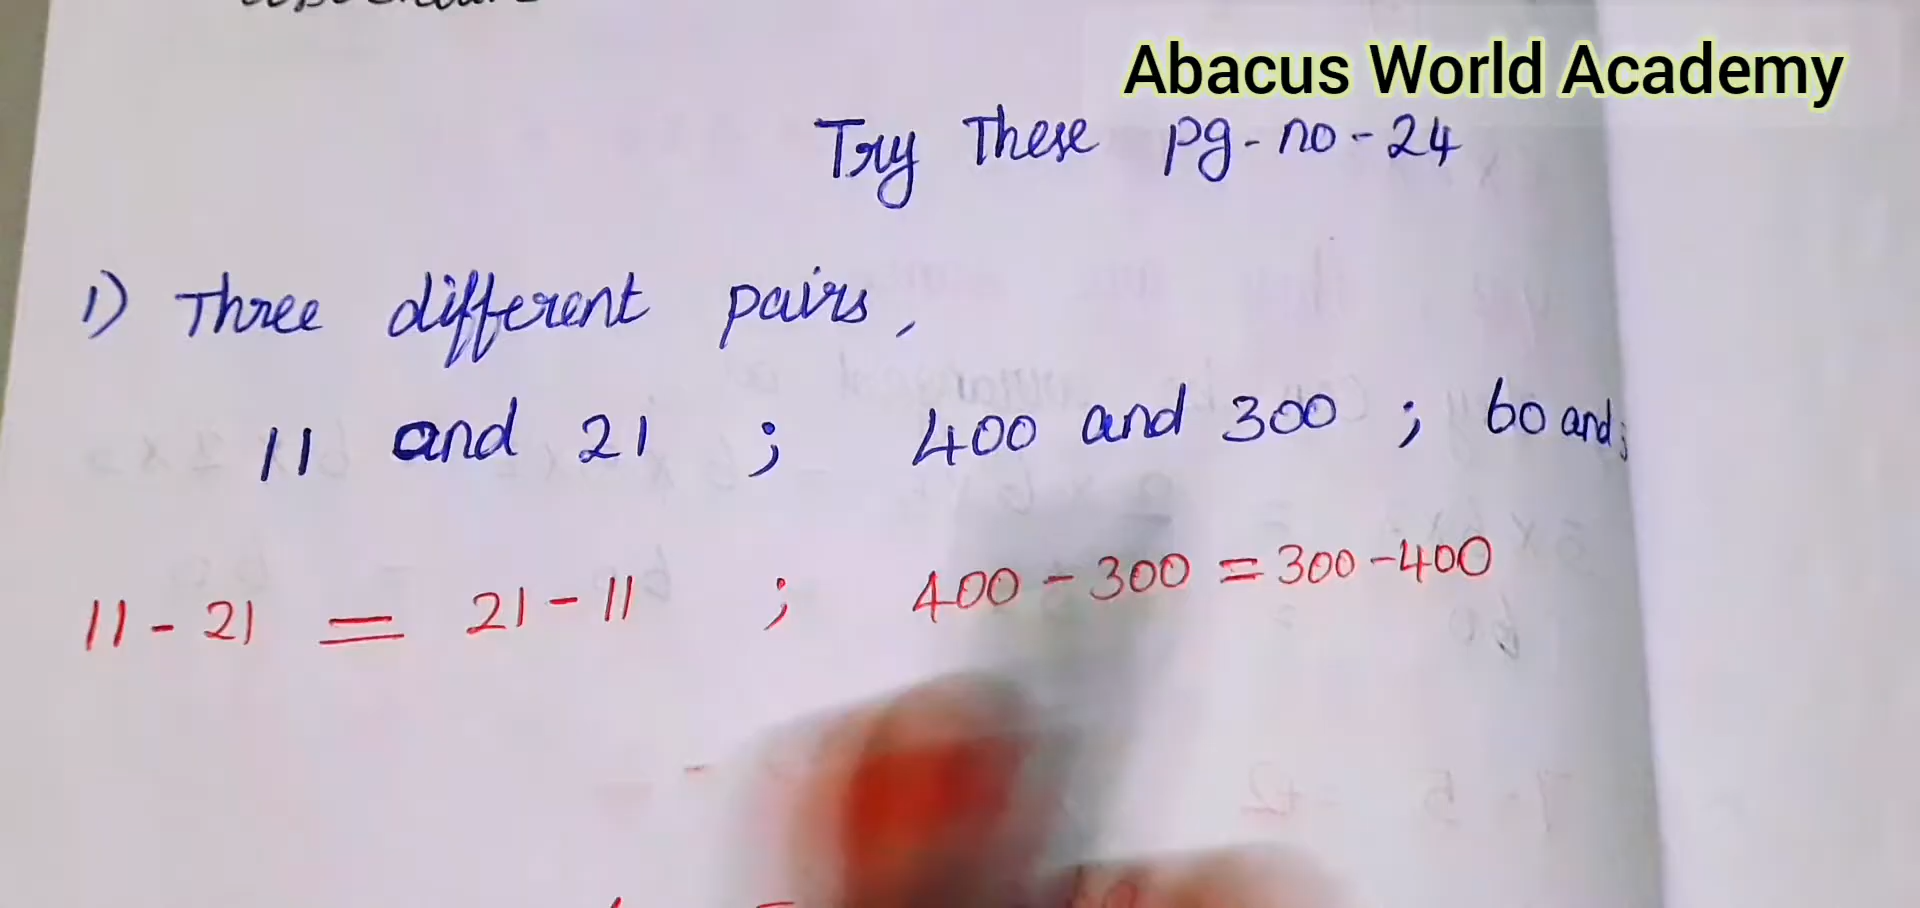 Abacus World Academy
Try These pg-no-24
1) Three different pairs,
11 and 21 ; 400 and 300 ; 60 and
11 - 21 = 21 - 11 ; 400 - 300 = 300 - 400